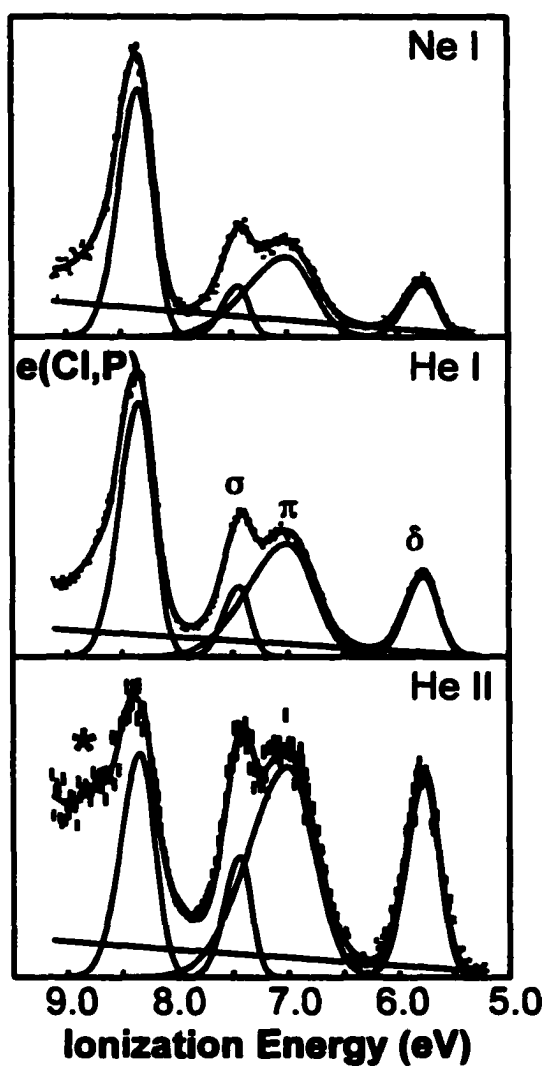 Ne I
e(Cl,P)
He I
σ
π
δ
He II
*
9.0 8.0 7.0 6.0 5.0
Ionization Energy (eV)